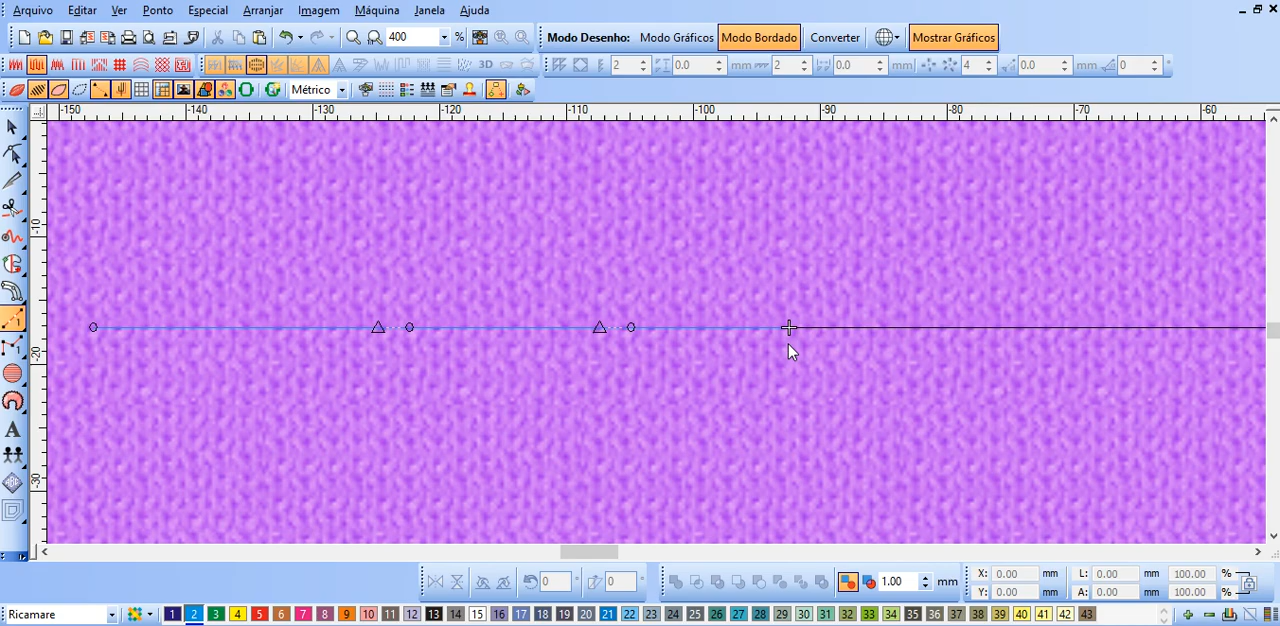 Arquivo Editar Ver Ponto Especial Arranjar Imagem Máquina Janela Ajuda
400 % Modo Desenho: Modo Gráficos Modo Bordado Converter Mostrar Gráficos
3D 2 0.0 mm 2 0.0 mm 4 0.0 mm 0 °
Métrico
-150 -140 -130 -120 -110 -100 -90 -80 -70 -60
-10
-20
-30
A
ABC
0 ° 0 ° 1.00 mm X: 0.00 mm L: 0.00 mm 100.00 %
Y: 0.00 mm A: 0.00 mm 100.00 %
Ricamare 1 2 3 4 5 6 7 8 9 10 11 12 13 14 15 16 17 18 19 20 21 22 23 24 25 26 27 28 29 30 31 32 33 34 35 36 37 38 39 40 41 42 43